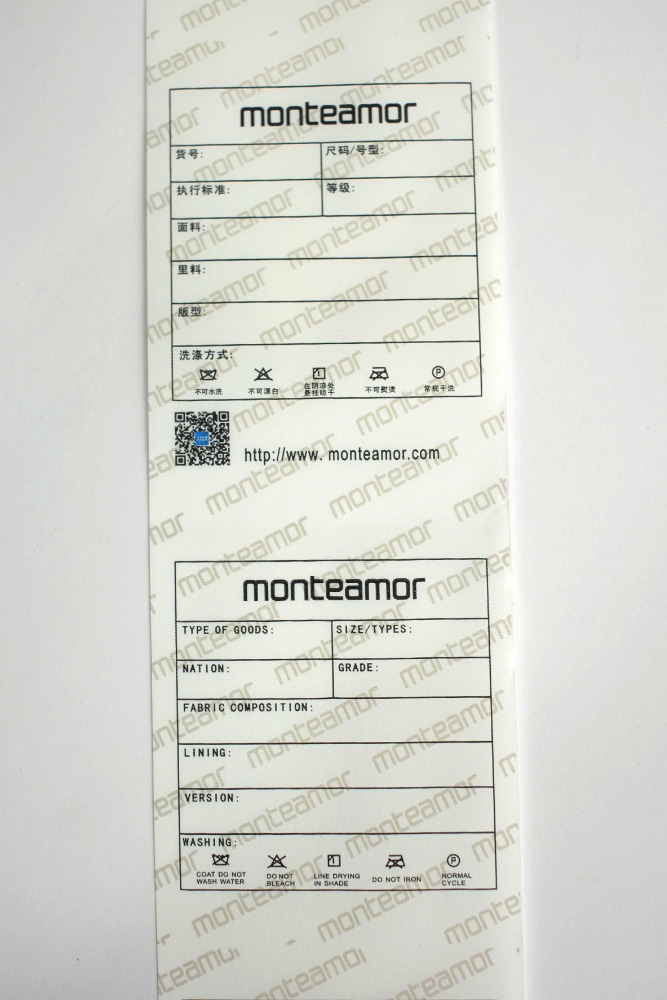 monteamor
货号: 尺码/号型:
执行标准: 等级:
面料:
里料:
版型:
洗涤方式:
不可水洗 不可漂白 在阴凉处悬挂晾干 不可熨烫 常规干洗
http://www.monteamor.com
monteamor
TYPE OF GOODS: SIZE/TYPES:
NATION: GRADE:
FABRIC COMPOSITION:
LINING:
VERSION:
WASHING:
COAT DO NOT DO NOT LINE DRYING DO NOT IRON NORMAL
WASH WATER BLEACH IN SHADE CYCLE